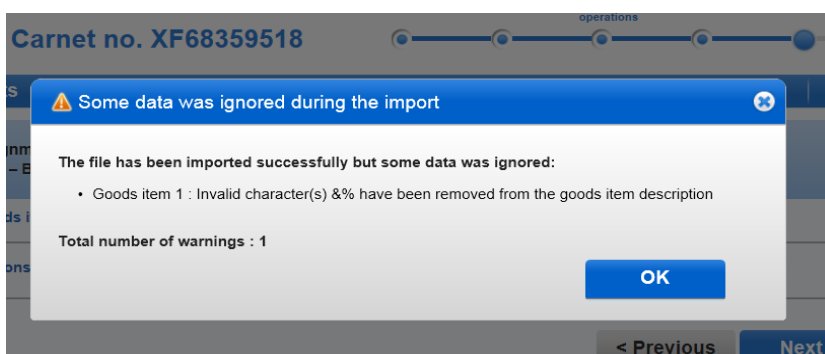 operations
Carnet no. XF68359518
Some data was ignored during the import
The file has been imported successfully but some data was ignored:
• Goods item 1 : Invalid character(s) &% have been removed from the goods item description
Total number of warnings : 1
OK
< Previous
Next